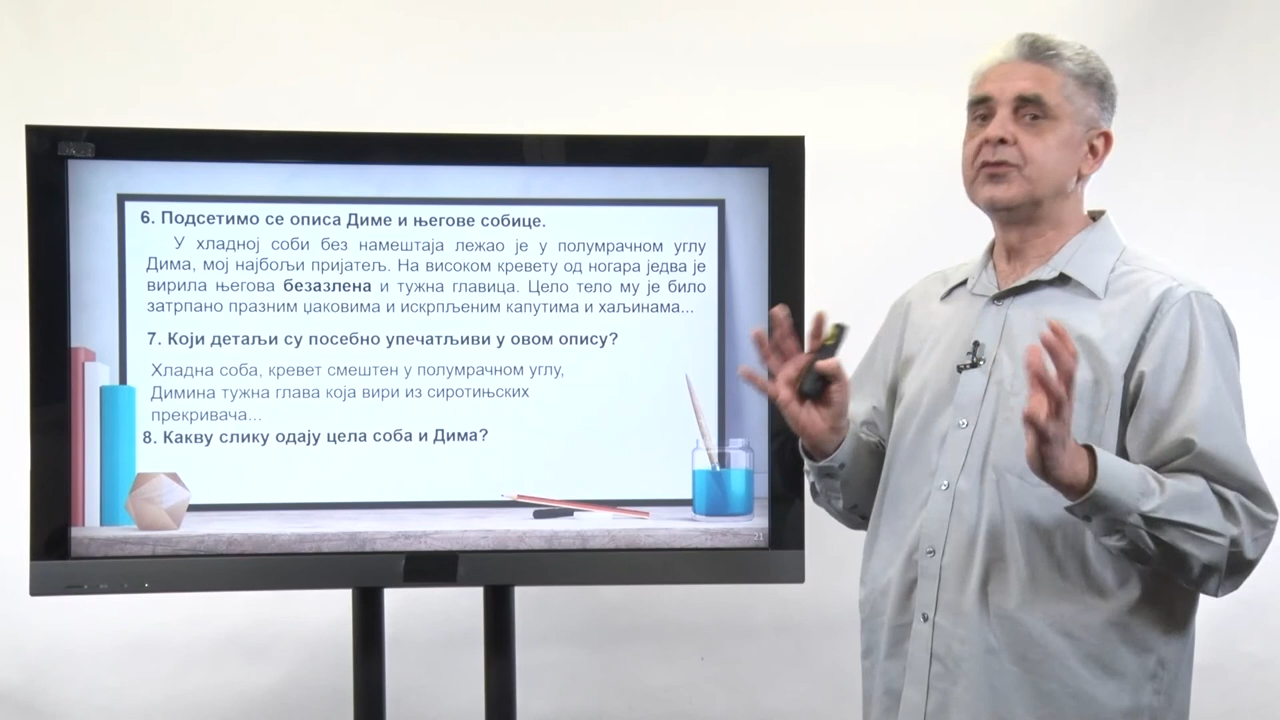 6. Подсетимо се описа Диме и његове собице.
У хладној соби без намештаја лежао је у полумрачном углу
Дима, мој најбољи пријатељ. На високом кревету од ногара једва је
вирила његова безазлена и тужна главица. Цело тело му је било
затрпано празним џаковима и искрпљеним капутима и хаљинама...
7. Који детаљи су посебно упечатљиви у овом опису?
Хладна соба, кревет смештен у полумрачном углу,
Димина тужна глава која вири из сиротињских
прекривача...
8. Какву слику одају цела соба и Дима?
21